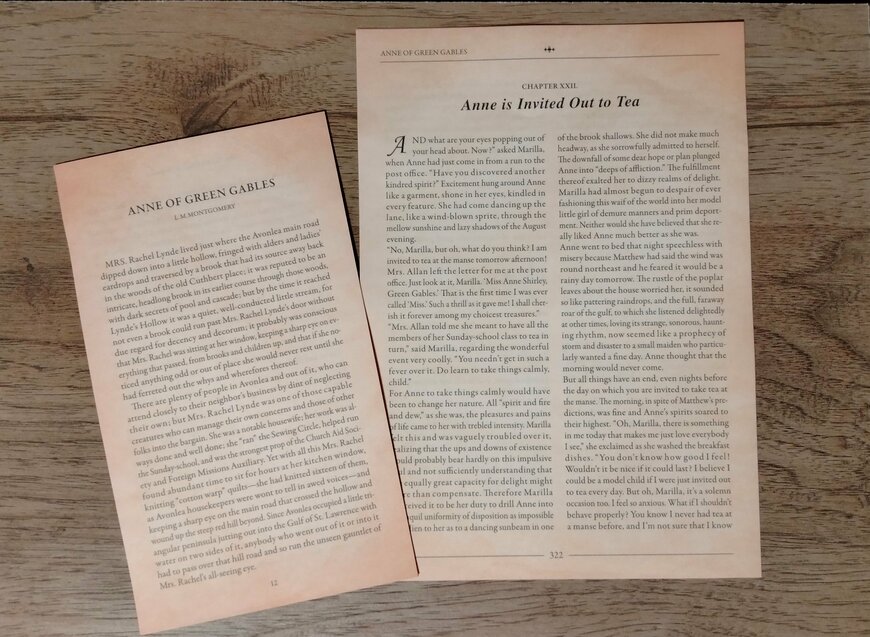 ANNE OF GREEN GABLES
L.M.MONTGOMERY
MRS. Rachel Lynde lived just where the Avonlea main road
dipped down into a little hollow, fringed with alders and ladies'
eardrops and traversed by a brook that had its source away back
in the woods of the old Cuthbert place; it was reputed to be an
intricate, headlong brook in its earlier course through those woods,
with dark secrets of pool and cascade; but by the time it reached
Lynde's Hollow it was a quiet, well-conducted little stream, for
not even a brook could run past Mrs. Rachel Lynde's door without
due regard for decency and decorum; it probably was conscious
that Mrs. Rachel was sitting at her window, keeping a sharp eye on ev-
erything that passed, from brooks and children up, and that if she no-
ticed anything odd or out of place she would never rest until she
had ferreted out the whys and wherefores thereof.
There are plenty of people in Avonlea and out of it, who can
attend closely to their neighbor's business by dint of neglecting
their own; but Mrs. Rachel Lynde was one of those capable
creatures who can manage their own concerns and those of other
folks into the bargain. She was a notable housewife; her work was al-
ways done and well done; she "ran" the Sewing Circle, helped run
the Sunday-school, and was the strongest prop of the Church Aid Soci-
ety and Foreign Missions Auxiliary. Yet with all this Mrs. Rachel
found abundant time to sit for hours at her kitchen window,
knitting "cotton warp" quilts—she had knitted sixteen of them,
as Avonlea housekeepers were wont to tell in awed voices—and
keeping a sharp eye on the main road that crossed the hollow and
wound up the steep red hill beyond. Since Avonlea occupied a little tri-
angular peninsula jutting out into the Gulf of St. Lawrence with
water on two sides of it, anybody who went out of it or into it
had to pass over that hill road and so run the unseen gauntlet of
Mrs. Rachel's all-seeing eye.
12
ANNE OF GREEN GABLES
CHAPTER XXII.
Anne is Invited Out to Tea
AND what are your eyes popping out of
your head about. Now?" asked Marilla,
when Anne had just come in from a run to the
post office. "Have you discovered another
kindred spirit?" Excitement hung around Anne
like a garment, shone in her eyes, kindled in
every feature. She had come dancing up the
lane, like a wind-blown sprite, through the
mellow sunshine and lazy shadows of the August
evening.
"No, Marilla, but oh, what do you think? I am
invited to tea at the manse tomorrow afternoon!
Mrs. Allan left the letter for me at the post
office. Just look at it, Marilla. 'Miss Anne Shirley,
Green Gables.' That is the first time I was ever
called 'Miss.' Such a thrill as it gave me! I shall cher-
ish it forever among my choicest treasures."
"Mrs. Allan told me she meant to have all the
members of her Sunday-school class to tea in
turn," said Marilla, regarding the wonderful
event very coolly. "You needn't get in such a
fever over it. Do learn to take things calmly,
child."
For Anne to take things calmly would have
been to change her nature. All "spirit and fire
and dew," as she was, the pleasures and pains
of life came to her with trebled intensity. Marilla
felt this and was vaguely troubled over it,
ealizing that the ups and downs of existence
ould probably bear hardly on this impulsive
ul and not sufficiently understanding that
equally great capacity for delight might
re than compensate. Therefore Marilla
ceived it to be her duty to drill Anne into
quil uniformity of disposition as impossible
ien to her as to a dancing sunbeam in one
of the brook shallows. She did not make much
headway, as she sorrowfully admitted to herself.
The downfall of some dear hope or plan plunged
Anne into "deeps of affliction." The fulfillment
thereof exalted her to dizzy realms of delight.
Marilla had almost begun to despair of ever
fashioning this waif of the world into her model
little girl of demure manners and prim deport-
ment. Neither would she have believed that she re-
ally liked Anne much better as she was.
Anne went to bed that night speechless with
misery because Matthew had said the wind was
round northeast and he feared it would be a
rainy day tomorrow. The rustle of the poplar
leaves about the house worried her, it sounded
so like pattering raindrops, and the full, faraway
roar of the gulf, to which she listened delightedly
at other times, loving its strange, sonorous, haunt-
ing rhythm, now seemed like a prophecy of
storm and disaster to a small maiden who particu-
larly wanted a fine day. Anne thought that the
morning would never come.
But all things have an end, even nights before
the day on which you are invited to take tea at
the manse. The morning, in spite of Matthew's pre-
dictions, was fine and Anne's spirits soared to
their highest. "Oh, Marilla, there is something
in me today that makes me just love everybody
I see," she exclaimed as she washed the breakfast
dishes. "You don't know how good I feel!
Wouldn't it be nice if it could last? I believe I
could be a model child if I were just invited out
to tea every day. But oh, Marilla, it's a solemn
occasion too. I feel so anxious. What if I shouldn't
behave properly? You know I never had tea at
a manse before, and I'm not sure that I know
322